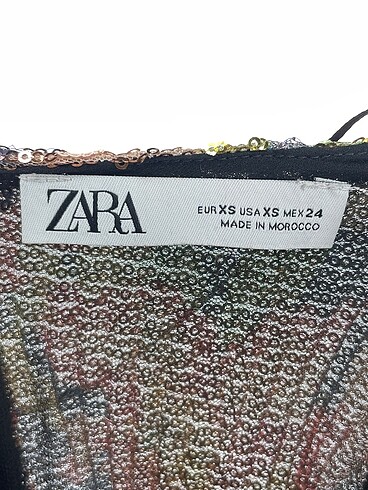 ZARA
EUR XS USA XS MEX 24
MADE IN MOROCCO